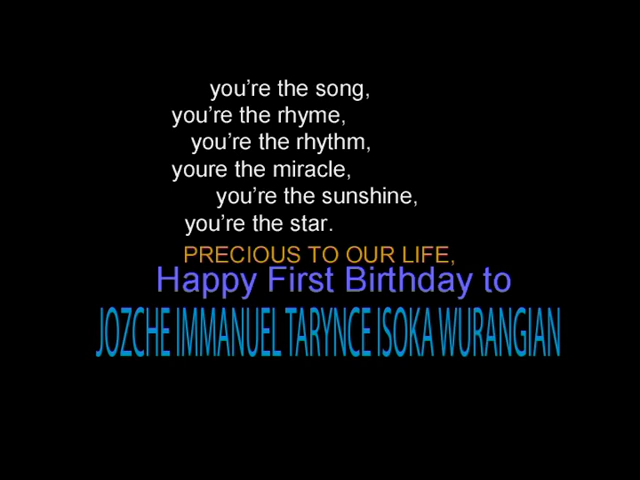 you’re the song,
you’re the rhyme,
you’re the rhythm,
youre the miracle,
you’re the sunshine,
you’re the star.
PRECIOUS TO OUR LIFE,
Happy First Birthday to
JOZCHE IMMANUEL TARYNCE ISOKA WURANGIAN